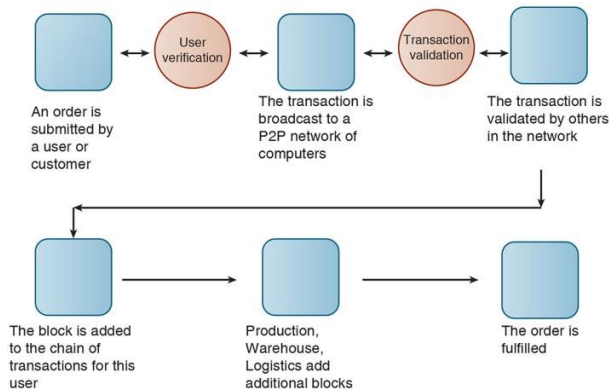 User
verification
Transaction
validation
An order is
submitted by
a user or
customer
The transaction is
broadcast to a
P2P network of
computers
The transaction is
validated by others
in the network
The block is added
to the chain of
transactions for this
user
Production,
Warehouse,
Logistics add
additional blocks
The order is
fulfilled